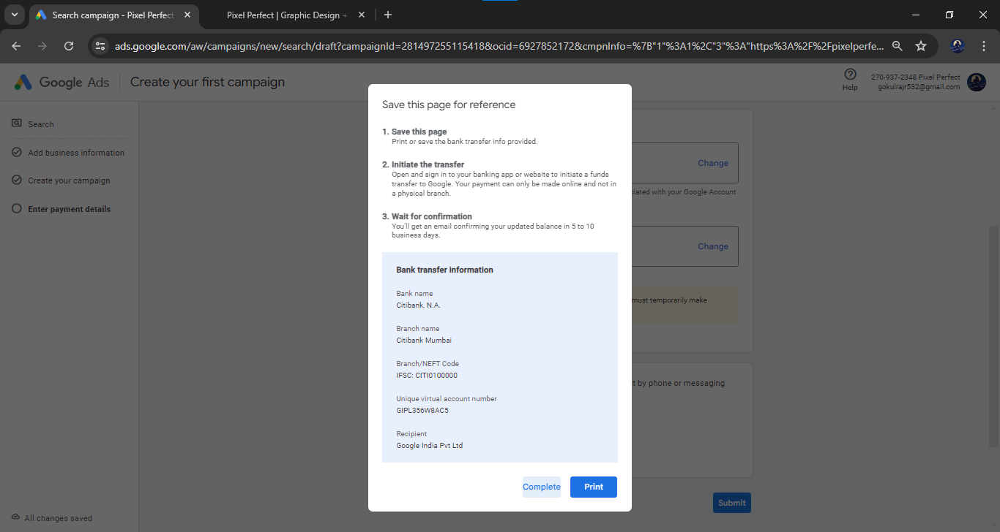 Search campaign - Pixel Perfect
Pixel Perfect | Graphic Design +
ads.google.com/aw/campaigns/new/search/draft?campaignId=281497255115418&ocid=6927852172&cmpnInfo=%7B"1"%3A1%2C"3"%3A"https%3A%2F%2Fpixelperfe...
Google Ads
Create your first campaign
Help
270-937-2348 Pixel Perfect
gokulrajr532@gmail.com
Search
Add business information
Create your campaign
Enter payment details
All changes saved
Save this page for reference
1. Save this page
Print or save the bank transfer info provided.
2. Initiate the transfer
Open and sign in to your banking app or website to initiate a funds
transfer to Google. Your payment can only be made online and not in
a physical branch.
3. Wait for confirmation
You'll get an email confirming your updated balance in 5 to 10
business days.
Bank transfer information
Bank name
Citibank, N.A.
Branch name
Citibank Mumbai
Branch/NEFT Code
IFSC: CITI0100000
Unique virtual account number
GIPL356W8AC5
Recipient
Google India Pvt Ltd
Complete
Print
Change
with your Google Account
Change
must temporarily make
by phone or messaging
Submit